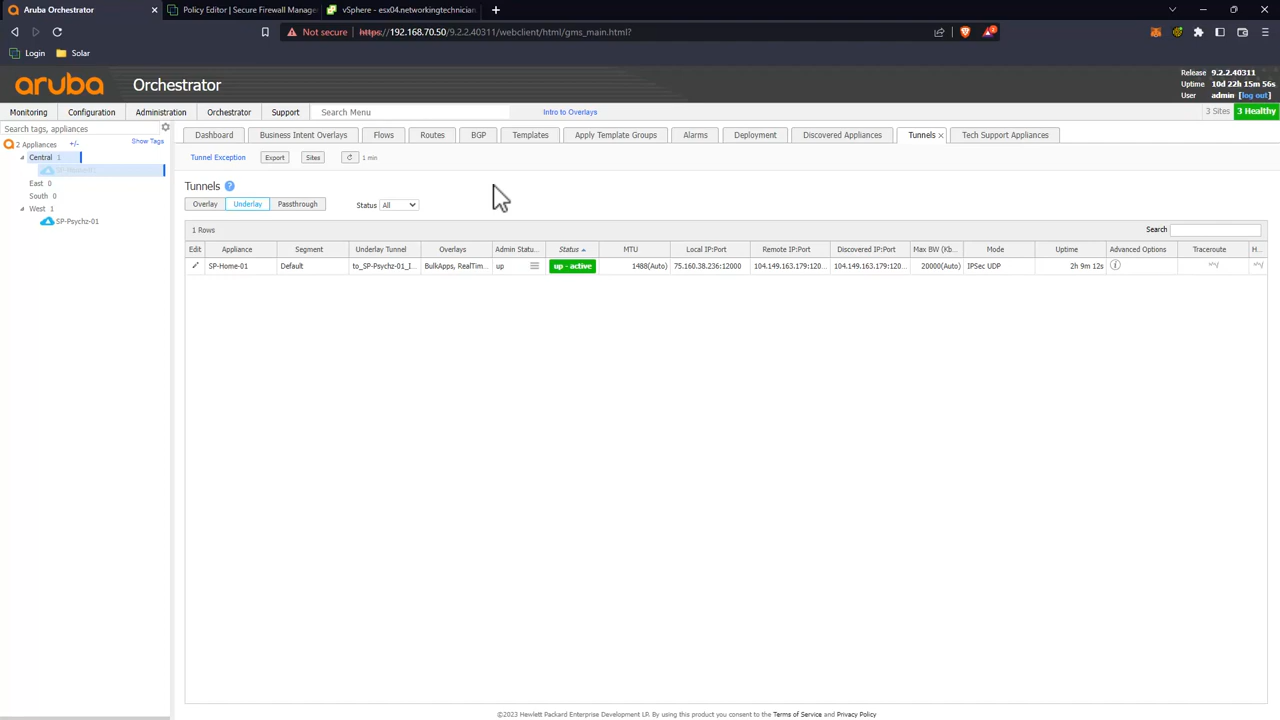 Aruba Orchestrator
Policy Editor | Secure Firewall Manage
vSphere - esx04.networkingtechnician
Not secure https://192.168.70.50/9.2.2.40311/webclient/html/gms_main.html?
Login Solar
aruba Orchestrator
Release 9.2.2.40311
Uptime 10d 22h 15m 56s
User admin [log out]
Monitoring Configuration Administration Orchestrator Support Search Menu Intro to Overlays 3 Sites 3 Healthy
Search tags, appliances
2 Appliances +/- Show Tags
Central 1
SP-Home-01
East 0
South 0
West 1
SP-Psychz-01
Dashboard Business Intent Overlays Flows Routes BGP Templates Apply Template Groups Alarms Deployment Discovered Appliances Tunnels Tech Support Appliances
Tunnel Exception Export Sites 1 min
Tunnels ?
Overlay Underlay Passthrough Status All
1 Rows Search
Edit Appliance Segment Underlay Tunnel Overlays Admin Statu... Status MTU Local IP:Port Remote IP:Port Discovered IP:Port Max BW (Kb... Mode Uptime Advanced Options Traceroute H...
SP-Home-01 Default to_SP-Psychz-01_I... BulkApps, RealTim... up up - active 1488(Auto) 75.160.38.236:12000 104.149.163.179:120... 104.149.163.179:120... 20000(Auto) IPSec UDP 2h 9m 12s
©2023 Hewlett Packard Enterprise Development LP. By using this product you consent to the Terms of Service and Privacy Policy